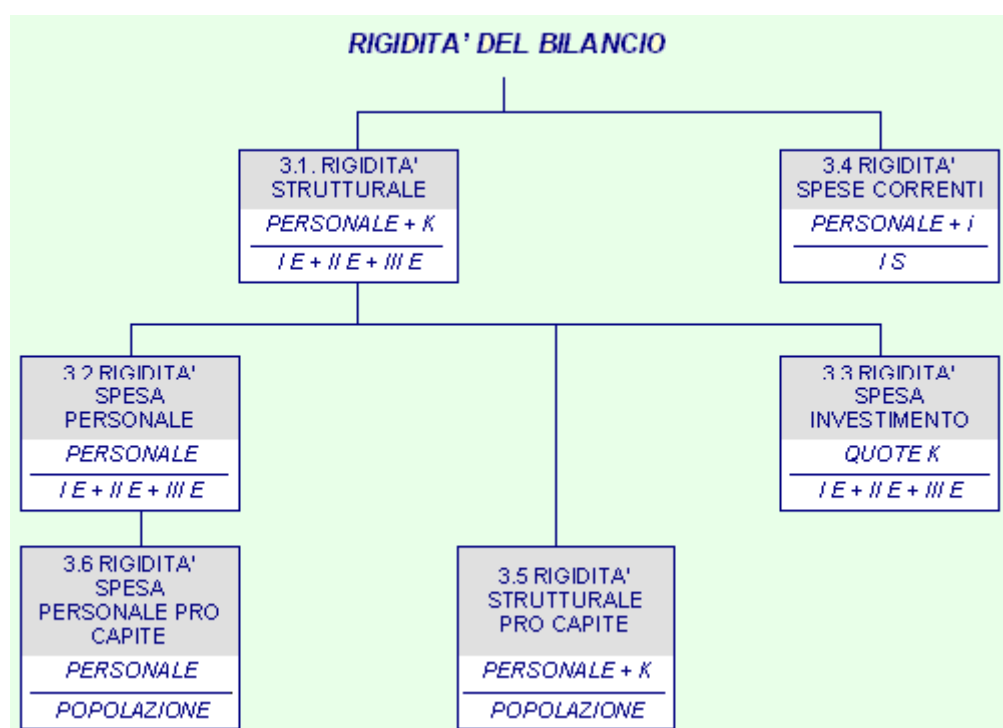 RIGIDITA' DEL BILANCIO
3.1. RIGIDITA'
STRUTTURALE
PERSONALE + K
I E + II E + III E
3.4 RIGIDITA'
SPESE CORRENTI
PERSONALE + i
I S
3.2 RIGIDITA'
SPESA
PERSONALE
PERSONALE
I E + II E + III E
3.3 RIGIDITA'
SPESA
INVESTIMENTO
QUOTE K
I E + II E + III E
3.6 RIGIDITA'
SPESA
PERSONALE PRO
CAPITE
PERSONALE
POPOLAZIONE
3.5 RIGIDITA'
STRUTTURALE
PRO CAPITE
PERSONALE + K
POPOLAZIONE